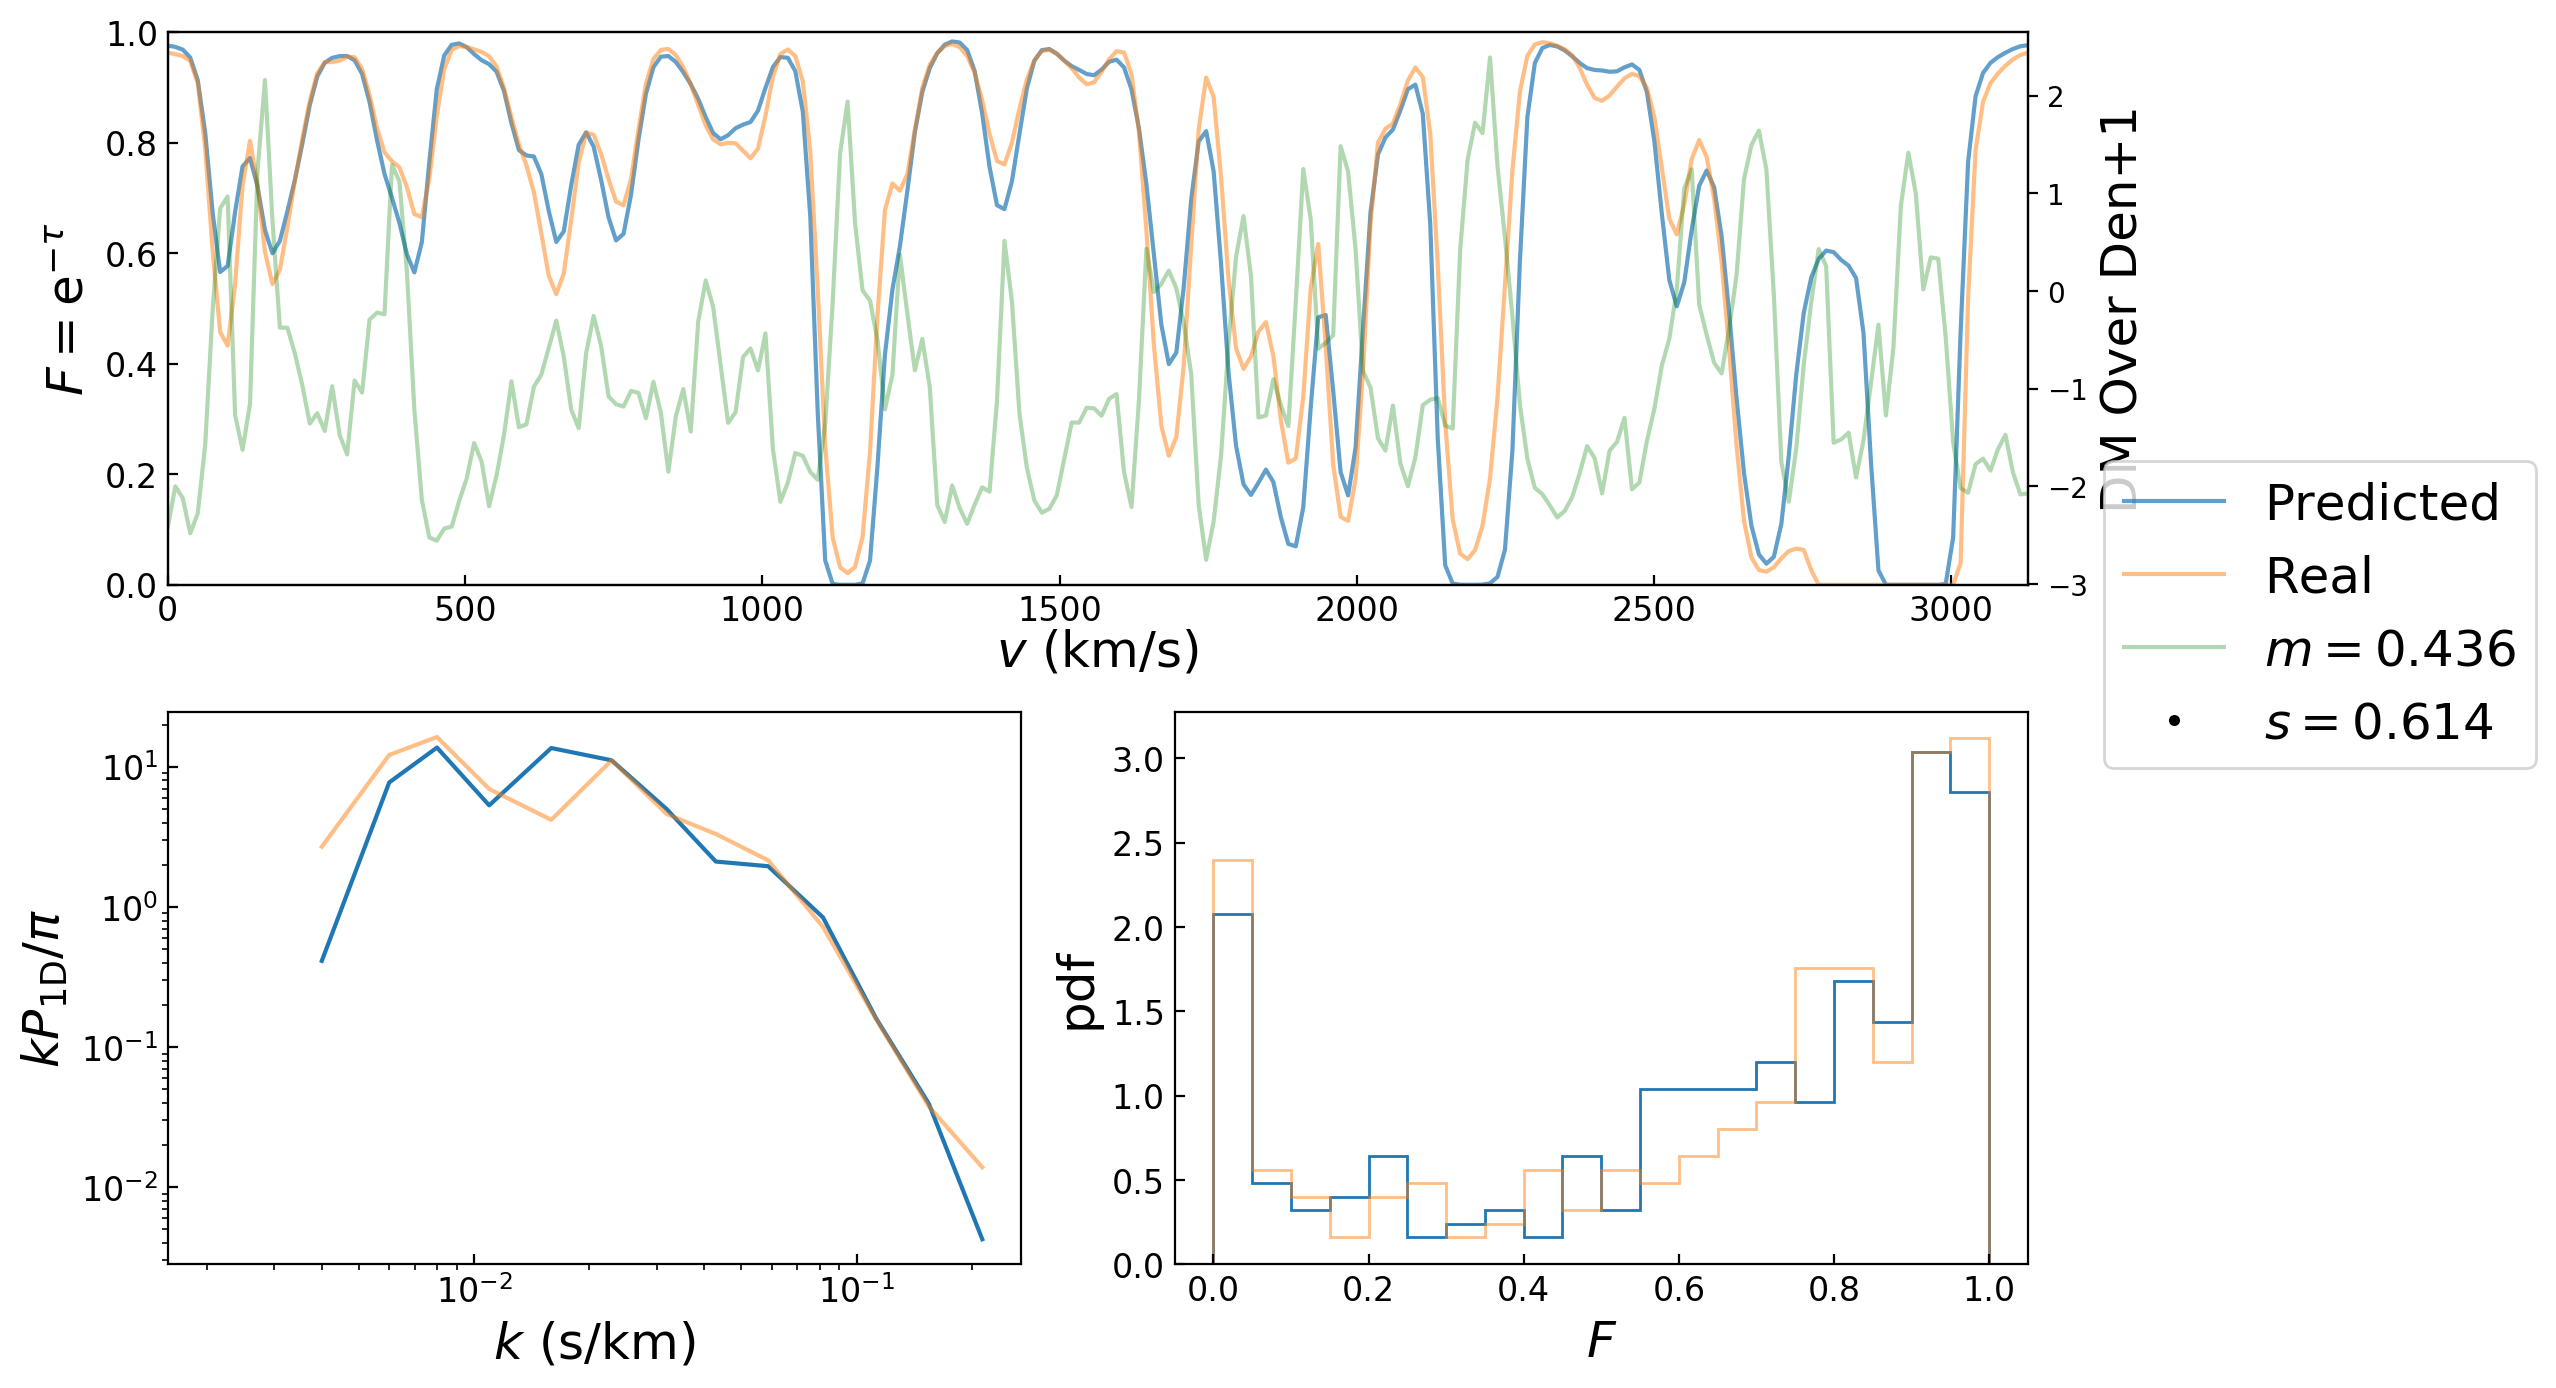 1.0
0.8
0.6
0.4
0.2
0.0
F = e^{-τ}
0 500 1000 1500 2000 2500 3000
v (km/s)
2
1
0
−1
−2
−3
DM Over Den+1
Predicted
Real
m = 0.436
s = 0.614
10^1
10^0
10^{-1}
10^{-2}
kP_{1D}/π
10^{-2} 10^{-1}
k (s/km)
3.0
2.5
2.0
1.5
1.0
0.5
0.0
pdf
0.0 0.2 0.4 0.6 0.8 1.0
F